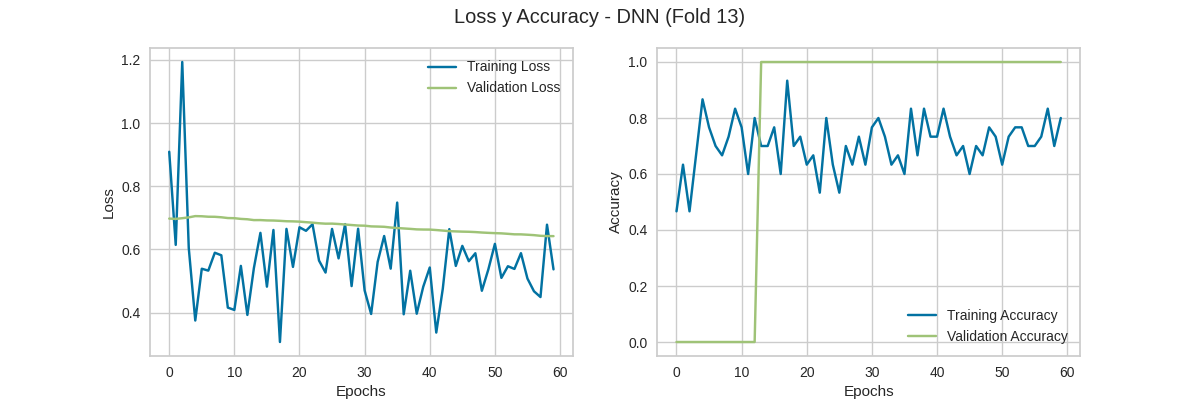 Loss y Accuracy - DNN (Fold 13)
1.2
1.0
0.8
0.6
0.4
Loss
0
10
20
30
40
50
60
Epochs
Training Loss
Validation Loss
1.0
0.8
0.6
0.4
0.2
0.0
Accuracy
0
10
20
30
40
50
60
Epochs
Training Accuracy
Validation Accuracy